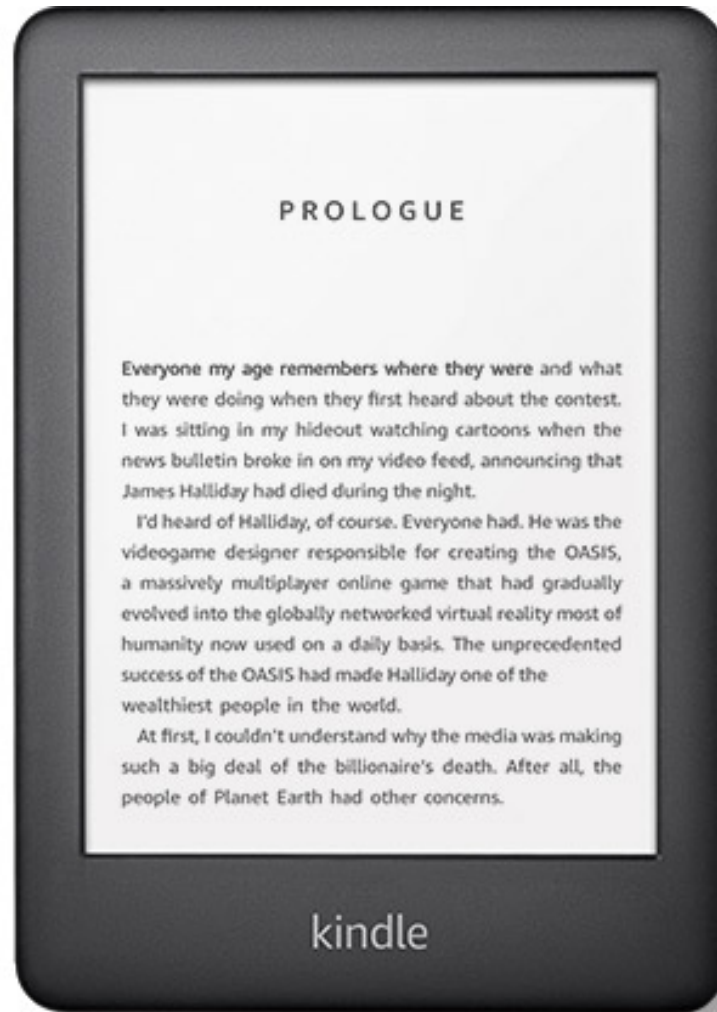 PROLOGUE
Everyone my age remembers where they were and what
they were doing when they first heard about the contest.
I was sitting in my hideout watching cartoons when the
news bulletin broke in on my video feed, announcing that
James Halliday had died during the night.
I'd heard of Halliday, of course. Everyone had. He was the
videogame designer responsible for creating the OASIS,
a massively multiplayer online game that had gradually
evolved into the globally networked virtual reality most of
humanity now used on a daily basis. The unprecedented
success of the OASIS had made Halliday one of the
wealthiest people in the world.
At first, I couldn't understand why the media was making
such a big deal of the billionaire's death. After all, the
people of Planet Earth had other concerns.
kindle